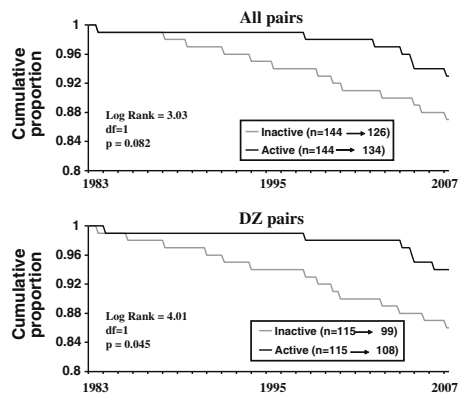 All pairs
Cumulative
proportion
1
0.96
0.92
0.88
0.84
0.8
Log Rank = 3.03
df=1
p = 0.082
Inactive (n=144 → 126)
Active (n=144 → 134)
1983 1995 2007
DZ pairs
Cumulative
proportion
1
0.96
0.92
0.88
0.84
0.8
Log Rank = 4.01
df=1
p = 0.045
Inactive (n=115 → 99)
Active (n=115 → 108)
1983 1995 2007